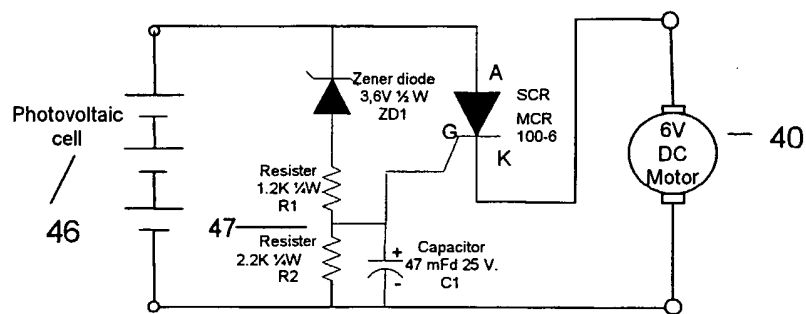 Photovoltaic
cell
46
Zener diode
3,6V ½ W
ZD1
A
SCR
MCR
100-6
G
K
Resister
1.2K ¼W
R1
47
Resister
2.2K ¼W
R2
+
Capacitor
47 mFd 25 V.
-
C1
6V
DC
Motor
40